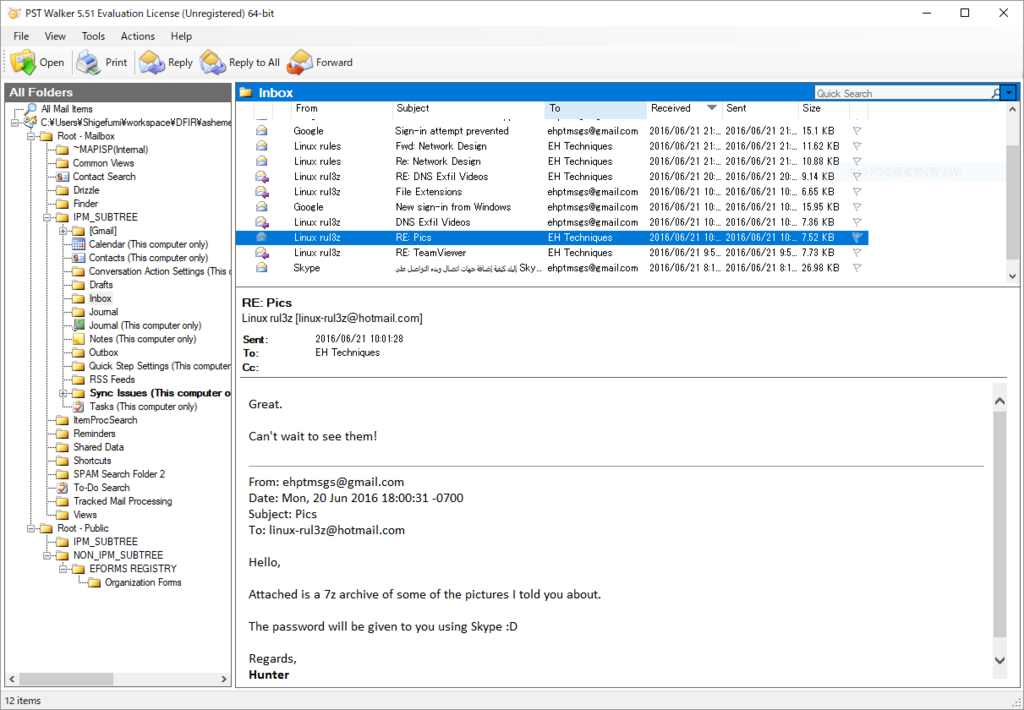 PST Walker 5.51 Evaluation License (Unregistered) 64-bit
File View Tools Actions Help
Open Print Reply Reply to All Forward
All Folders
All Mail Items
C:¥Users¥Shigefumi¥workspace¥DFIR¥asheme
Root - Mailbox
~MAPISP(Internal)
Common Views
Contact Search
Drizzle
Finder
IPM_SUBTREE
[Gmail]
Calendar (This computer only)
Contacts (This computer only)
Conversation Action Settings (This c
Drafts
Inbox
Journal
Journal (This computer only)
Notes (This computer only)
Outbox
Quick Step Settings (This computer
RSS Feeds
Sync Issues (This computer o
Tasks (This computer only)
ItemProcSearch
Reminders
Shared Data
Shortcuts
SPAM Search Folder 2
To-Do Search
Tracked Mail Processing
Views
Root - Public
IPM_SUBTREE
NON_IPM_SUBTREE
EFORMS REGISTRY
Organization Forms
Inbox Quick Search
From Subject To Received Sent Size
Google Sign-in attempt prevented ehptmsgs@gmail.com 2016/06/21 21:... 2016/06/21 21:... 15.1 KB
Linux rules Fwd: Network Design EH Techniques 2016/06/21 21:... 2016/06/21 21:... 11.62 KB
Linux rules Re: Network Design EH Techniques 2016/06/21 21:... 2016/06/21 21:... 10.88 KB
Linux rul3z RE: DNS Exfil Videos EH Techniques 2016/06/21 20:... 2016/06/21 20:... 9.14 KB
Linux rul3z File Extensions ehptmsgs@gmail.com 2016/06/21 10:... 2016/06/21 10:... 6.65 KB
Google New sign-in from Windows ehptmsgs@gmail.com 2016/06/21 10:... 2016/06/21 10:... 15.95 KB
Linux rul3z DNS Exfil Videos ehptmsgs@gmail.com 2016/06/21 10:... 2016/06/21 10:... 7.36 KB
Linux rul3z RE: Pics EH Techniques 2016/06/21 10:... 2016/06/21 10:... 7.52 KB
Linux rul3z RE: TeamViewer EH Techniques 2016/06/21 9:5... 2016/06/21 9:5... 7.73 KB
Skype إليك كيفية إضافة جهات اتصال وبدء التواصل على Sky... ehptmsgs@gmail.com 2016/06/21 8:1... 2016/06/21 8:1... 26.98 KB
RE: Pics
Linux rul3z [linux-rul3z@hotmail.com]
Sent: 2016/06/21 10:01:28
To: EH Techniques
Cc:
Great.
Can't wait to see them!
From: ehptmsgs@gmail.com
Date: Mon, 20 Jun 2016 18:00:31 -0700
Subject: Pics
To: linux-rul3z@hotmail.com
Hello,
Attached is a 7z archive of some of the pictures I told you about.
The password will be given to you using Skype :D
Regards,
Hunter
12 items